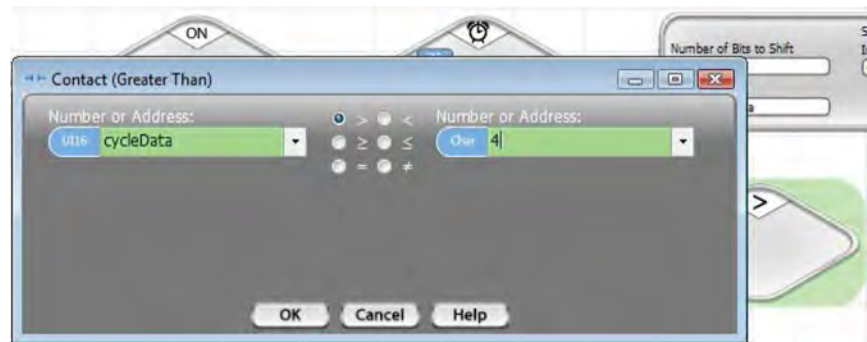 ON
Number of Bits to Shift
Contact (Greater Than)
Number or Address:
UI16 cycleData
> <
≥ ≤
= ≠
Number or Address:
Char 4
>
OK Cancel Help